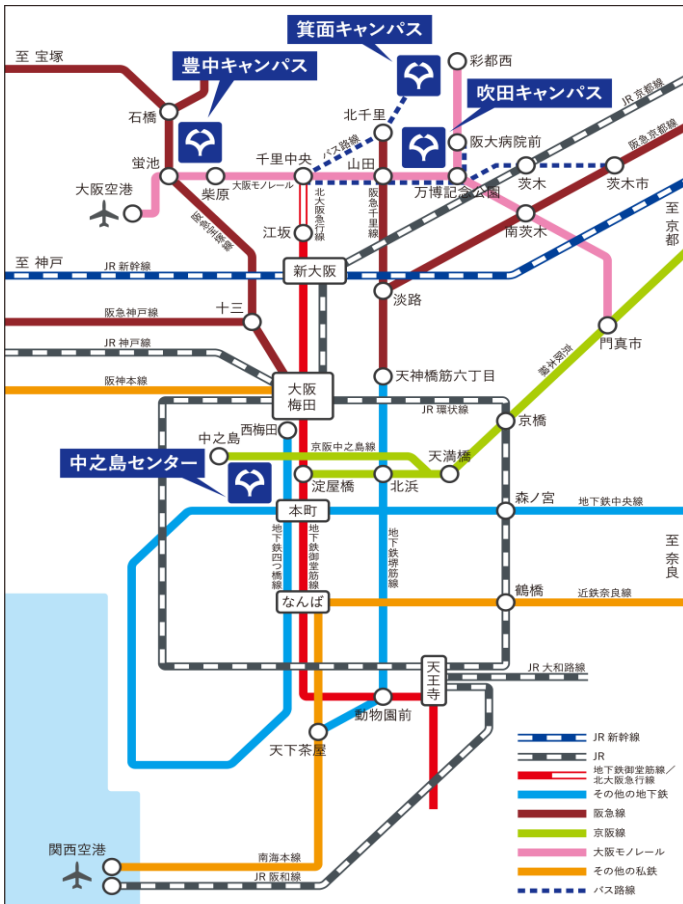 箕面キャンパス
至 宝塚
豊中キャンパス
彩都西
吹田キャンパス
JR 京都線
石橋
北千里
バス路線
阪大病院前
阪急京都線
蛍池
千里中央
山田
茨木
茨木市
大阪空港
柴原
大阪モノレール
万博記念公園
北大阪急行線
阪急千里線
阪急宝塚線
江坂
南茨木
至 京都
至 神戸
JR 新幹線
新大阪
淡路
十三
阪急神戸線
門真市
JR 神戸線
京阪本線
天神橋筋六丁目
阪神本線
大阪
梅田
JR 環状線
西梅田
京橋
中之島
京阪中之島線
天満橋
中之島センター
淀屋橋
北浜
森ノ宮
地下鉄中央線
本町
地下鉄四つ橋線
地下鉄御堂筋線
地下鉄堺筋線
至 奈良
なんば
鶴橋
近鉄奈良線
天王寺
JR 大和路線
動物園前
天下茶屋
JR 新幹線
JR
地下鉄御堂筋線／
北大阪急行線
その他の地下鉄
阪急線
京阪線
大阪モノレール
その他の私鉄
バス路線
関西空港
南海本線
JR 阪和線